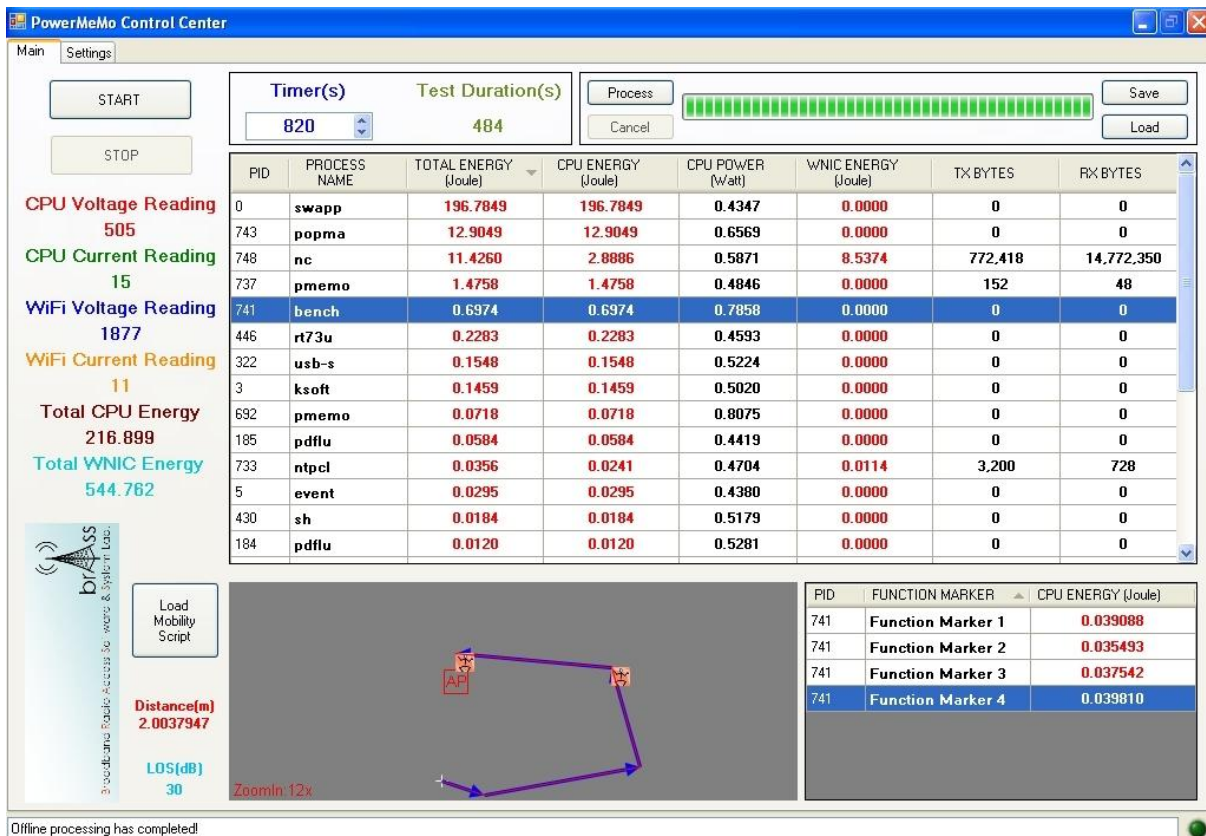 PowerMeMo Control Center
Main Settings
START
STOP
CPU Voltage Reading
505
CPU Current Reading
15
WiFi Voltage Reading
1877
WiFi Current Reading
11
Total CPU Energy
216.899
Total WNIC Energy
544.762
Timer(s)
820
Test Duration(s)
484
Process
Cancel
Save
Load
PID PROCESS NAME TOTAL ENERGY (Joule) CPU ENERGY (Joule) CPU POWER (Watt) WNIC ENERGY (Joule) TX BYTES RX BYTES
0 swapp 196.7849 196.7849 0.4347 0.0000 0 0
743 popma 12.9049 12.9049 0.6569 0.0000 0 0
748 nc 11.4260 2.8886 0.5871 8.5374 772,418 14,772,350
737 pmemo 1.4758 1.4758 0.4846 0.0000 152 48
741 bench 0.6974 0.6974 0.7858 0.0000 0 0
446 rt73u 0.2283 0.2283 0.4593 0.0000 0 0
322 usb-s 0.1548 0.1548 0.5224 0.0000 0 0
3 ksoft 0.1459 0.1459 0.5020 0.0000 0 0
692 pmemo 0.0718 0.0718 0.8075 0.0000 0 0
185 pdflu 0.0584 0.0584 0.4419 0.0000 0 0
733 ntpcl 0.0356 0.0241 0.4704 0.0114 3,200 728
5 event 0.0295 0.0295 0.4380 0.0000 0 0
430 sh 0.0184 0.0184 0.5179 0.0000 0 0
184 pdflu 0.0120 0.0120 0.5281 0.0000 0 0
brAss
Broadband Radio Access Software & System Lab.
Load Mobility Script
Distance(m)
2.0037947
LOS(dB)
30
AP
ZoomIn:12x
PID FUNCTION MARKER CPU ENERGY (Joule)
741 Function Marker 1 0.039088
741 Function Marker 2 0.035493
741 Function Marker 3 0.037542
741 Function Marker 4 0.039810
Offline processing has completed!